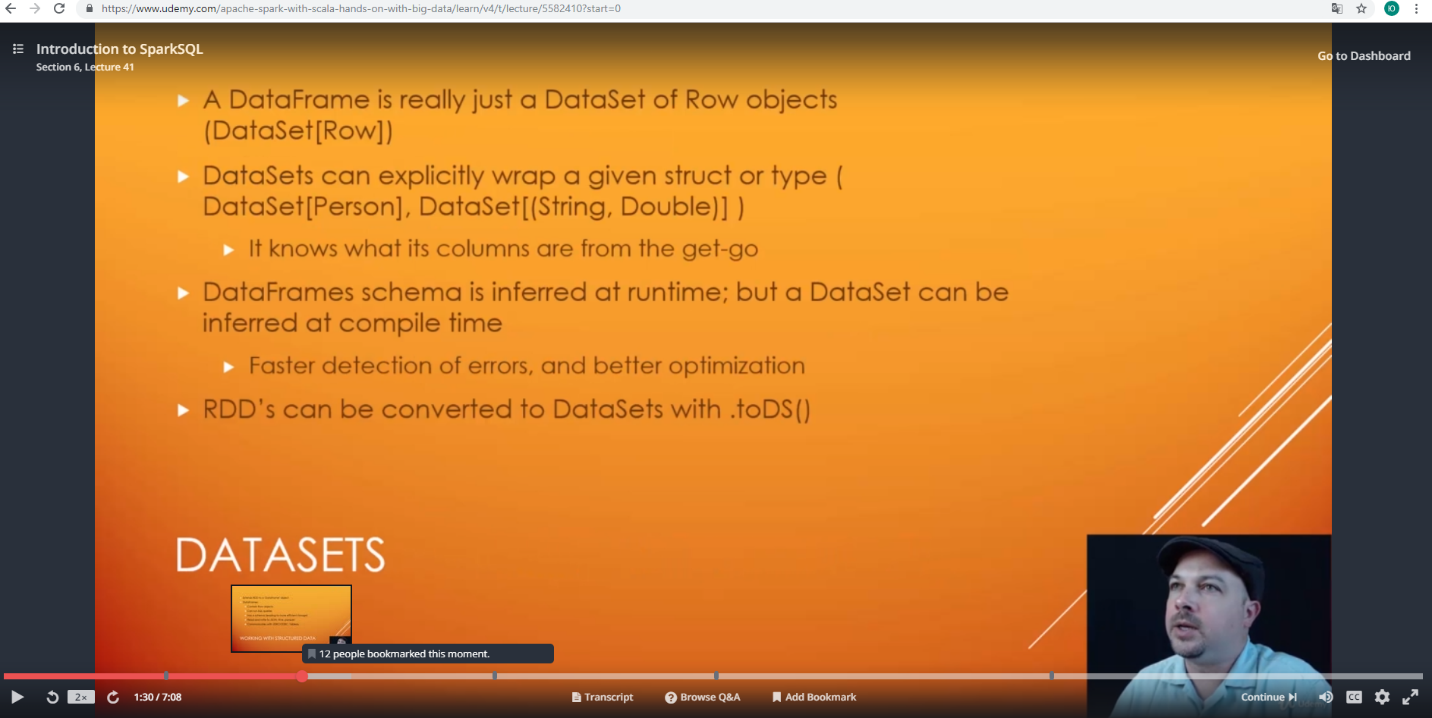 https://www.udemy.com/apache-spark-with-scala-hands-on-with-big-data/learn/v4/t/lecture/5582410?start=0
IO
Introduction to SparkSQL
Section 6, Lecture 41
Go to Dashboard
A DataFrame is really just a DataSet of Row objects
(DataSet[Row])
DataSets can explicitly wrap a given struct or type (
DataSet[Person], DataSet[(String, Double)] )
It knows what its columns are from the get-go
DataFrames schema is inferred at runtime; but a DataSet can be
inferred at compile time
Faster detection of errors, and better optimization
RDD's can be converted to DataSets with .toDS()
DATASETS
WORKING WITH STRUCTURED DATA
12 people bookmarked this moment.
2x
1:30 / 7:08
Transcript
Browse Q&A
Add Bookmark
Continue
CC